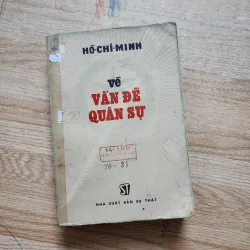 HỒ-CHÍ-MINH
VỀ
VẤN ĐỀ
QUÂN SỰ
ST
NHÀ XUẤT BẢN SỰ THẬT